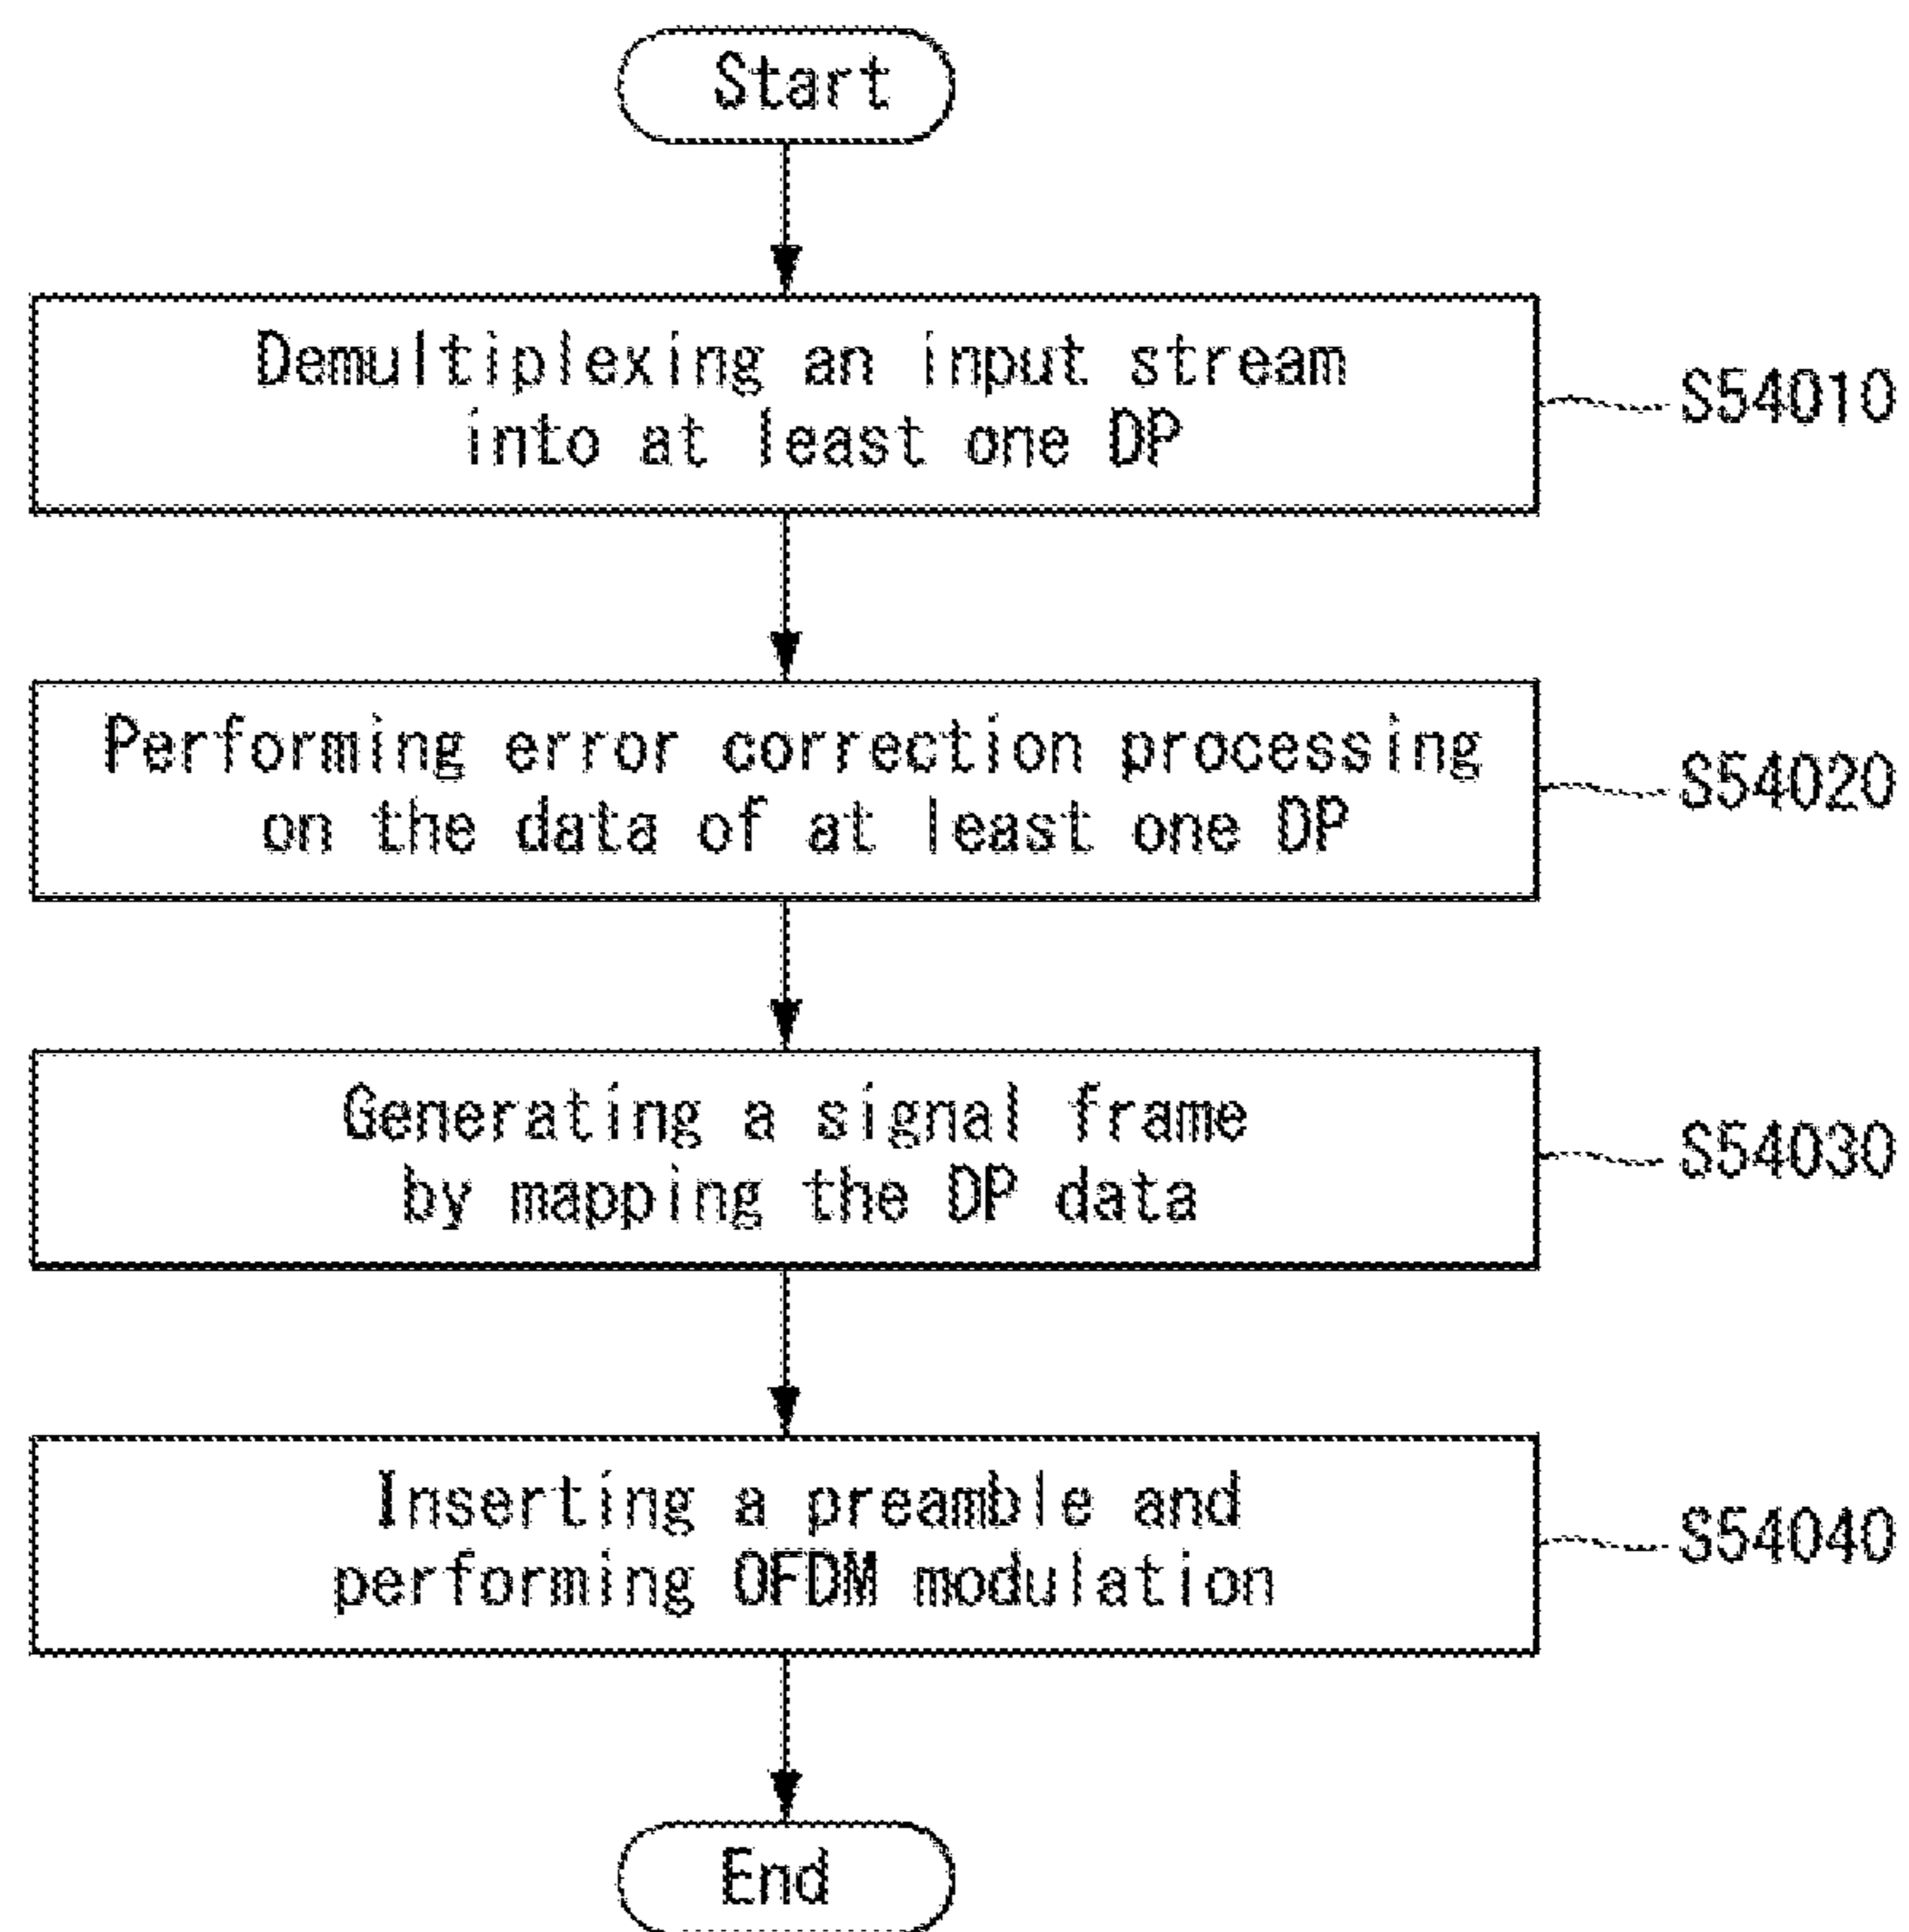 Start
Demultiplexing an input stream
into at least one DP
S54010
Performing error correction processing
on the data of at least one DP
S54020
Generating a signal frame
by mapping the DP data
S54030
Inserting a preamble and
performing OFDM modulation
S54040
End